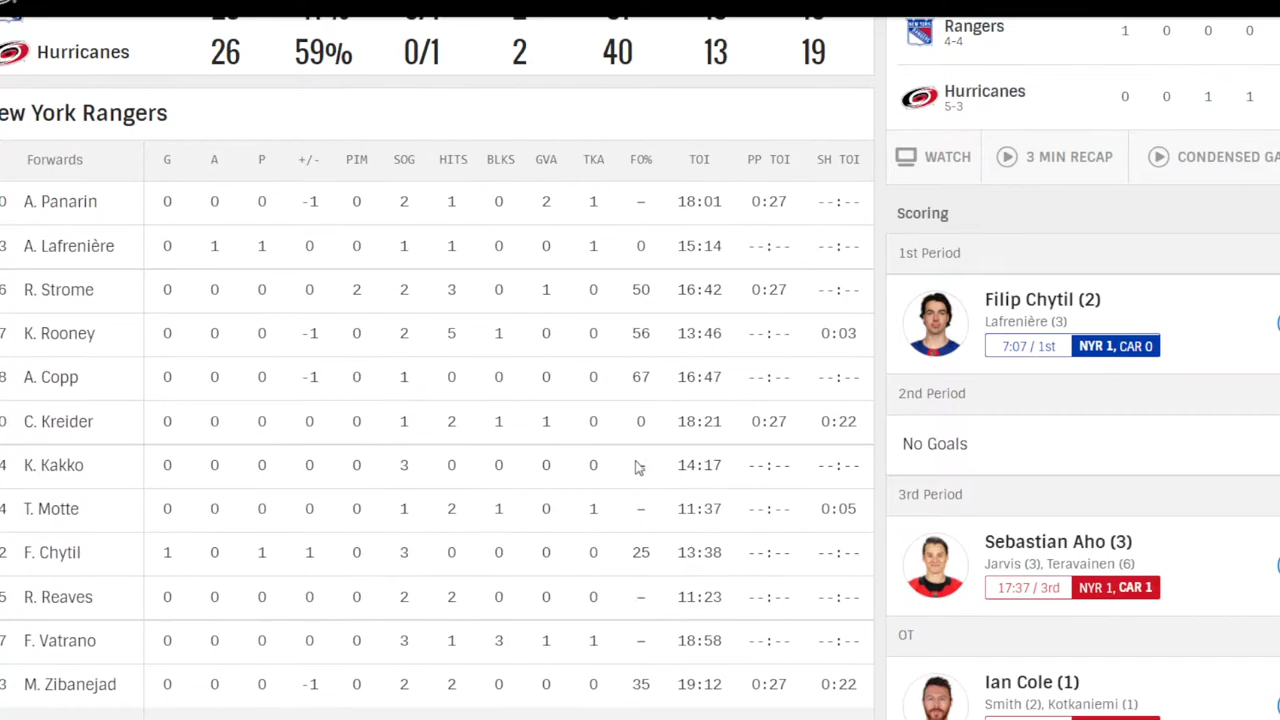 Hurricanes 26 59% 0/1 2 40 13 19
ew York Rangers
Forwards G A P +/- PIM SOG HITS BLKS GVA TKA FO% TOI PP TOI SH TOI
0 A. Panarin 0 0 0 -1 0 2 1 0 2 1 – 18:01 0:27 --:--
3 A. Lafrenière 0 1 1 0 0 1 1 0 0 1 0 15:14 --:-- --:--
6 R. Strome 0 0 0 0 2 2 3 0 1 0 50 16:42 0:27 --:--
7 K. Rooney 0 0 0 -1 0 2 5 1 0 0 56 13:46 --:-- 0:03
8 A. Copp 0 0 0 -1 0 1 0 0 0 0 67 16:47 --:-- --:--
0 C. Kreider 0 0 0 0 0 1 2 1 1 0 0 18:21 0:27 0:22
4 K. Kakko 0 0 0 0 0 3 0 0 0 0 14:17 --:-- --:--
4 T. Motte 0 0 0 0 0 1 2 1 0 1 – 11:37 --:-- 0:05
2 F. Chytil 1 0 1 1 0 3 0 0 0 0 25 13:38 --:-- --:--
5 R. Reaves 0 0 0 0 0 2 2 0 0 0 – 11:23 --:-- --:--
7 F. Vatrano 0 0 0 0 0 3 1 3 1 1 – 18:58 --:-- --:--
3 M. Zibanejad 0 0 0 -1 0 2 2 0 0 0 35 19:12 0:27 0:22
Rangers 1 0 0 0
4-4
Hurricanes 0 0 1 1
5-3
WATCH 3 MIN RECAP CONDENSED GA
Scoring
1st Period
Filip Chytil (2)
Lafrenière (3)
7:07 / 1st NYR 1, CAR 0
2nd Period
No Goals
3rd Period
Sebastian Aho (3)
Jarvis (3), Teravainen (6)
17:37 / 3rd NYR 1, CAR 1
OT
Ian Cole (1)
Smith (2), Kotkaniemi (1)